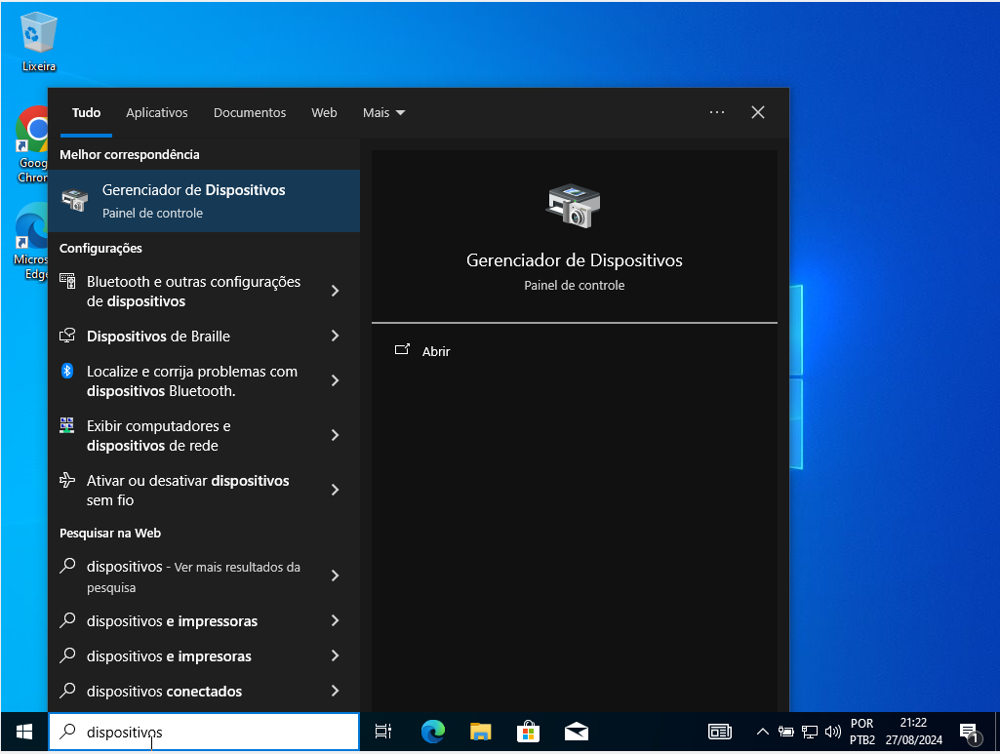 Lixeira
Goog
Chron
Micros
Edge
Tudo Aplicativos Documentos Web Mais
Melhor correspondência
Gerenciador de Dispositivos
Painel de controle
Configurações
Bluetooth e outras configurações
de dispositivos
Dispositivos de Braille
Localize e corrija problemas com
dispositivos Bluetooth.
Exibir computadores e
dispositivos de rede
Ativar ou desativar dispositivos
sem fio
Pesquisar na Web
dispositivos - Ver mais resultados da
pesquisa
dispositivos e impressoras
dispositivos e impresoras
dispositivos conectados
Gerenciador de Dispositivos
Painel de controle
Abrir
dispositivos
POR
PTB2
21:22
27/08/2024
1